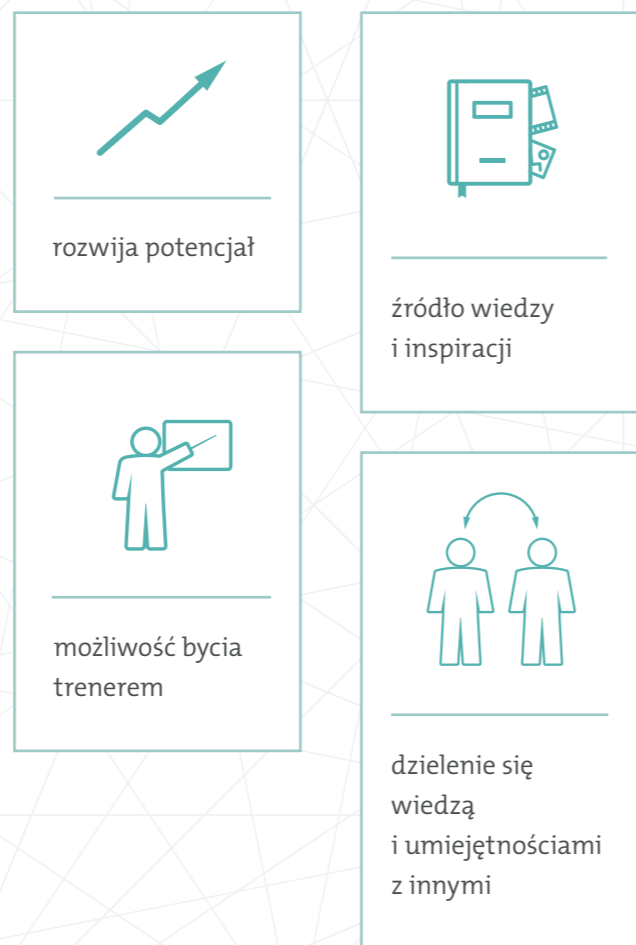 rozwija potencjał
źródło wiedzy
i inspiracji
możliwość bycia
trenerem
dzielenie się
wiedzą
i umiejętnościami
z innymi